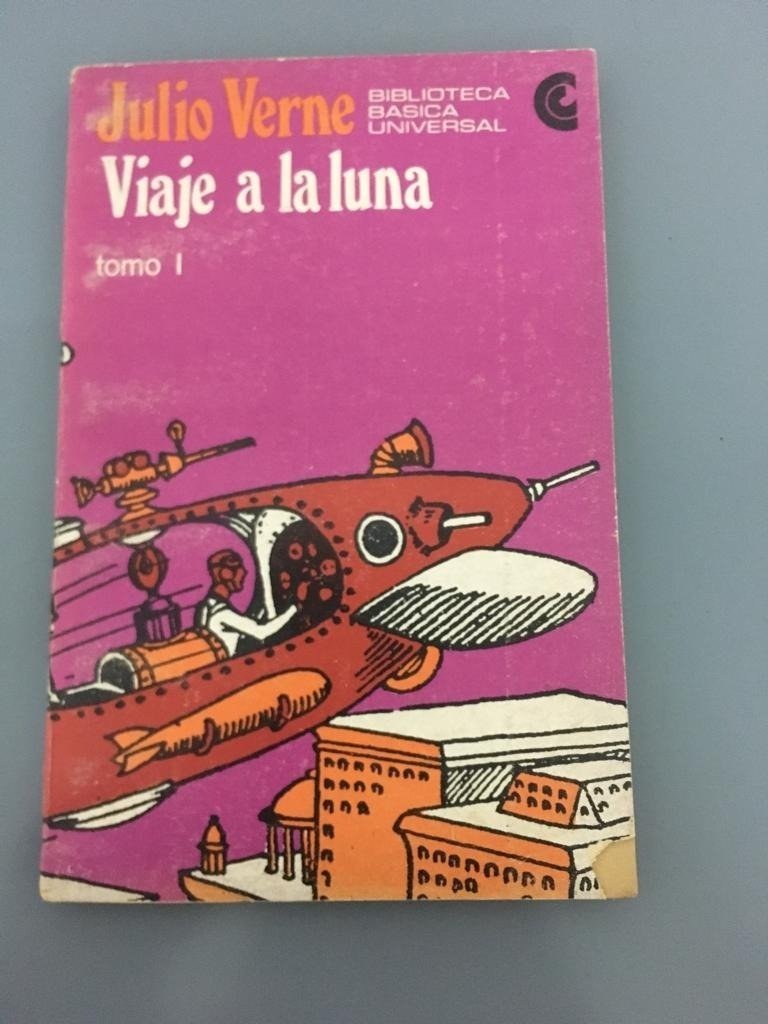 Julio Verne
BIBLIOTECA
BASICA
UNIVERSAL
Viaje a la luna
tomo I